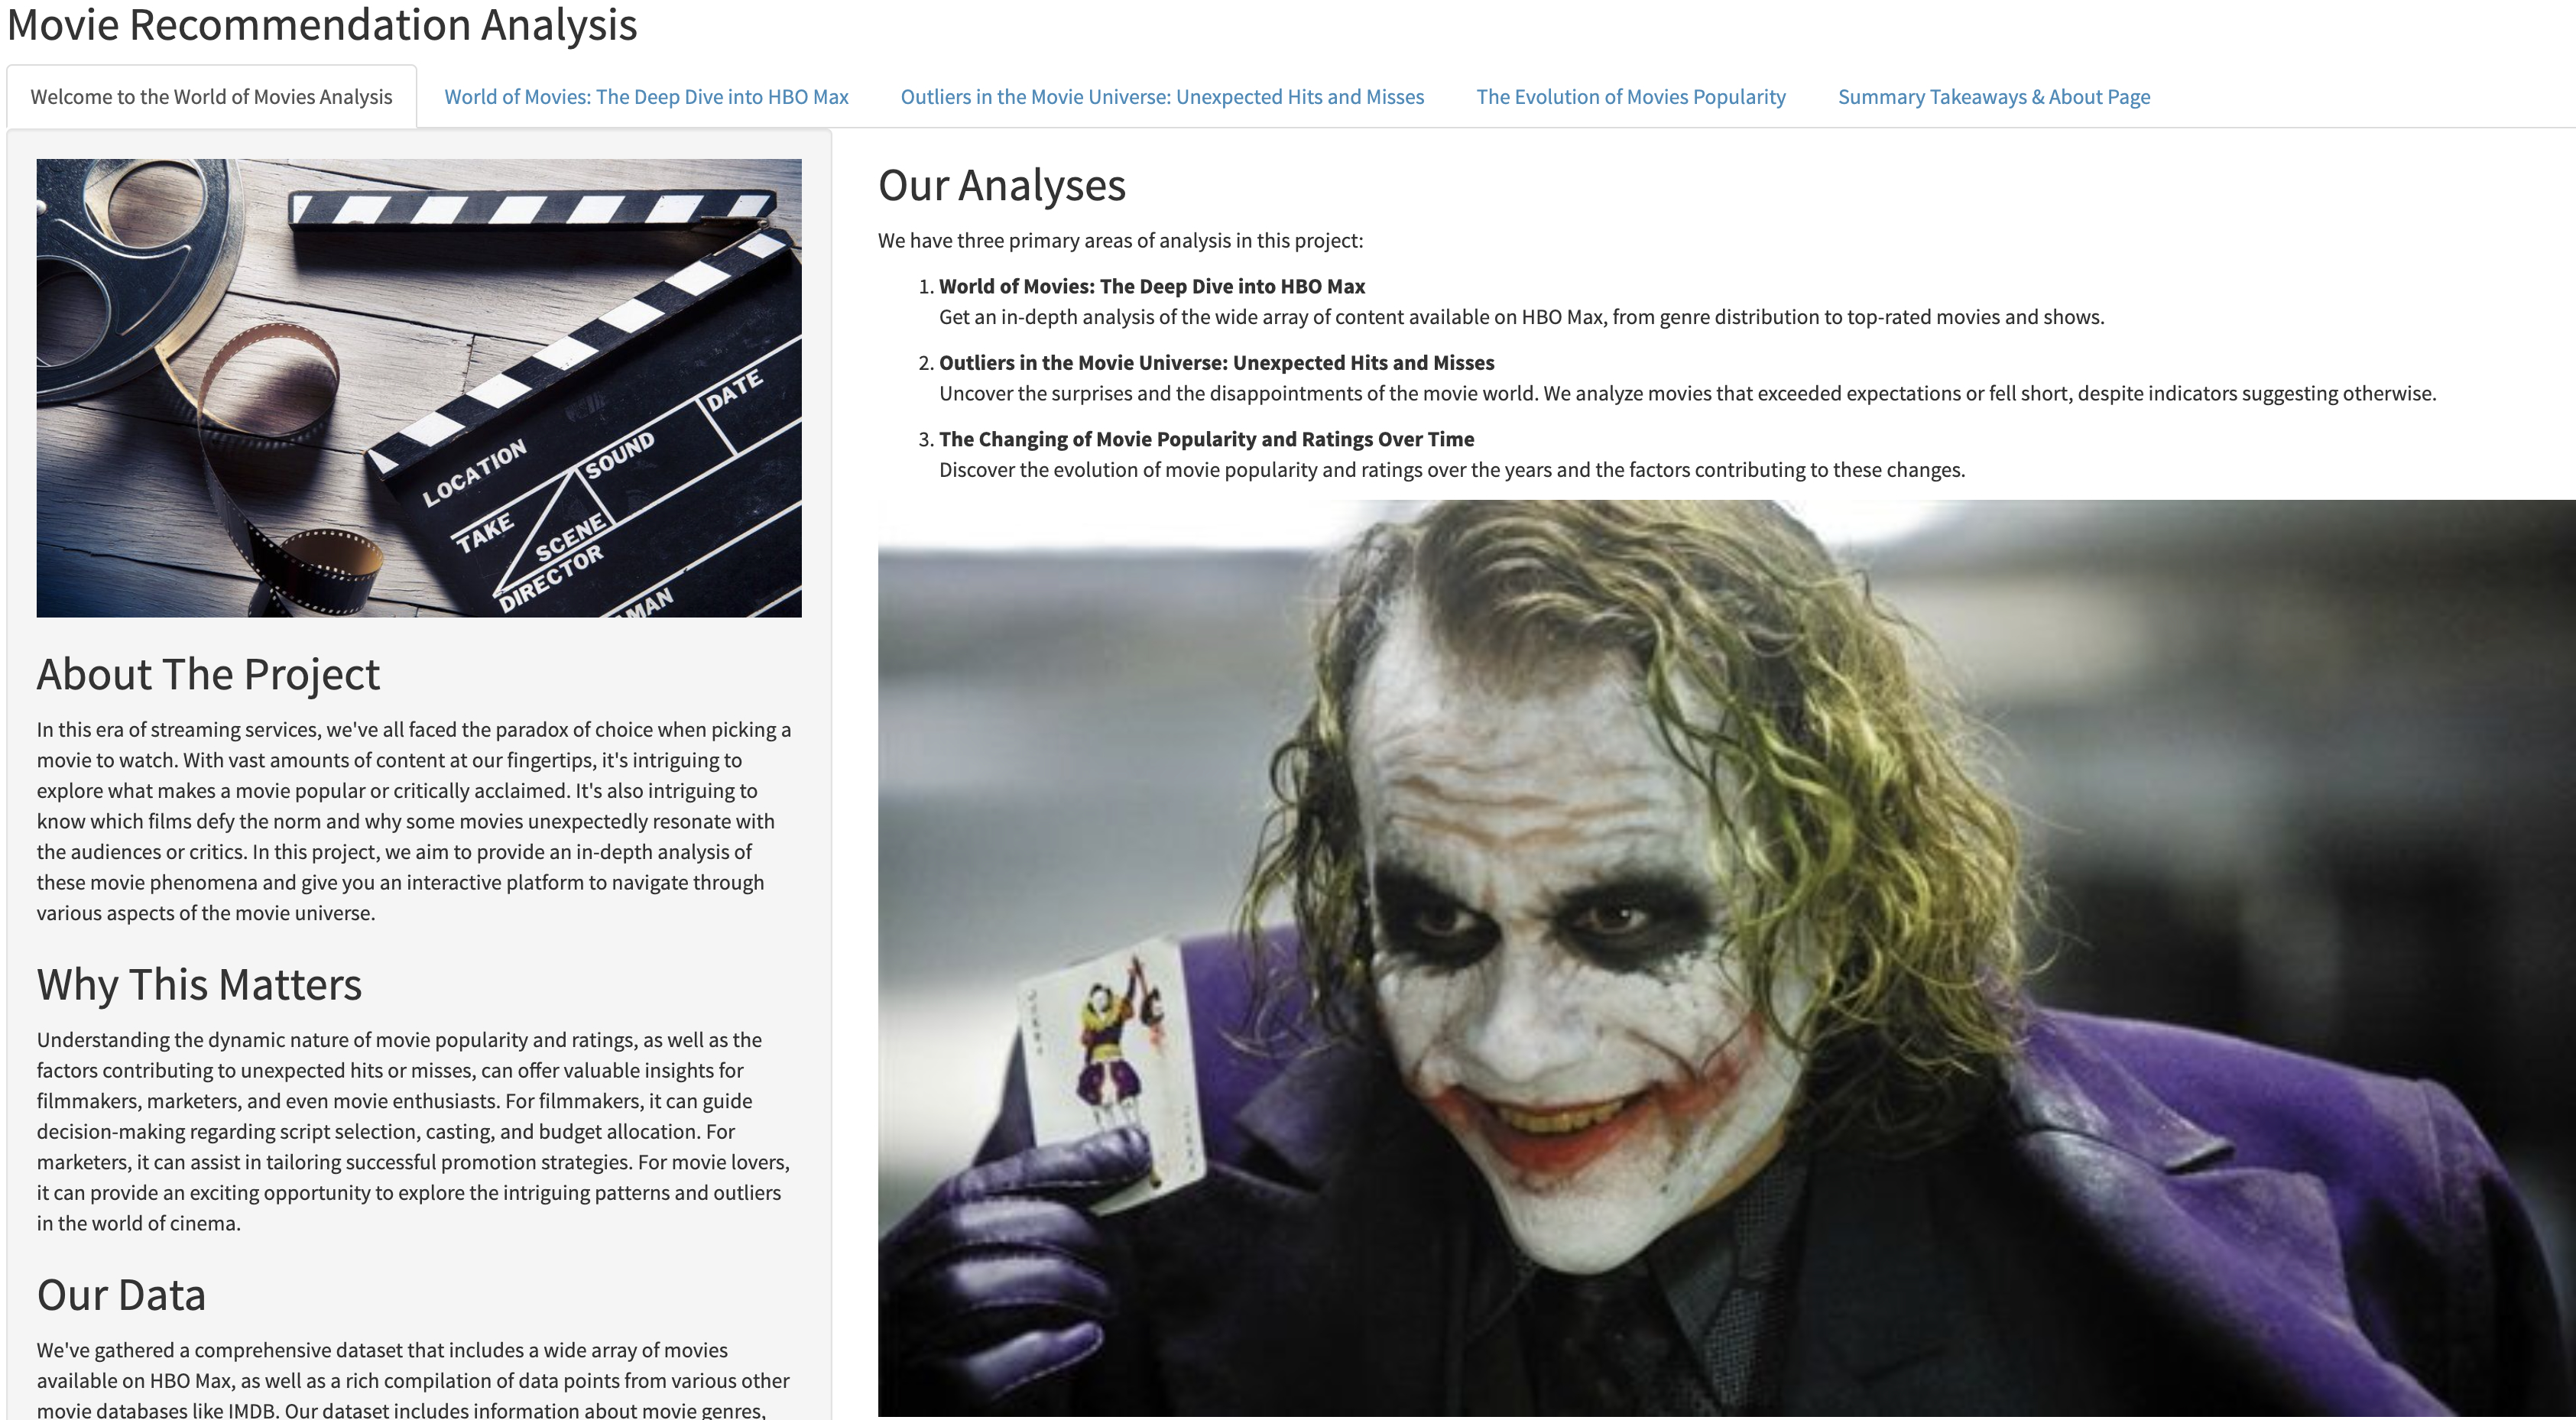 Movie Recommendation Analysis
Welcome to the World of Movies Analysis
World of Movies: The Deep Dive into HBO Max
Outliers in the Movie Universe: Unexpected Hits and Misses
The Evolution of Movies Popularity
Summary Takeaways & About Page
LOCATION
SOUND
DATE
TAKE
SCENE
DIRECTOR
About The Project
In this era of streaming services, we've all faced the paradox of choice when picking a
movie to watch. With vast amounts of content at our fingertips, it's intriguing to
explore what makes a movie popular or critically acclaimed. It's also intriguing to
know which films defy the norm and why some movies unexpectedly resonate with
the audiences or critics. In this project, we aim to provide an in-depth analysis of
these movie phenomena and give you an interactive platform to navigate through
various aspects of the movie universe.
Why This Matters
Understanding the dynamic nature of movie popularity and ratings, as well as the
factors contributing to unexpected hits or misses, can offer valuable insights for
filmmakers, marketers, and even movie enthusiasts. For filmmakers, it can guide
decision-making regarding script selection, casting, and budget allocation. For
marketers, it can assist in tailoring successful promotion strategies. For movie lovers,
it can provide an exciting opportunity to explore the intriguing patterns and outliers
in the world of cinema.
Our Data
We've gathered a comprehensive dataset that includes a wide array of movies
available on HBO Max, as well as a rich compilation of data points from various other
movie databases like IMDB. Our dataset includes information about movie genres,
Our Analyses
We have three primary areas of analysis in this project:
1. World of Movies: The Deep Dive into HBO Max
Get an in-depth analysis of the wide array of content available on HBO Max, from genre distribution to top-rated movies and shows.
2. Outliers in the Movie Universe: Unexpected Hits and Misses
Uncover the surprises and the disappointments of the movie world. We analyze movies that exceeded expectations or fell short, despite indicators suggesting otherwise.
3. The Changing of Movie Popularity and Ratings Over Time
Discover the evolution of movie popularity and ratings over the years and the factors contributing to these changes.